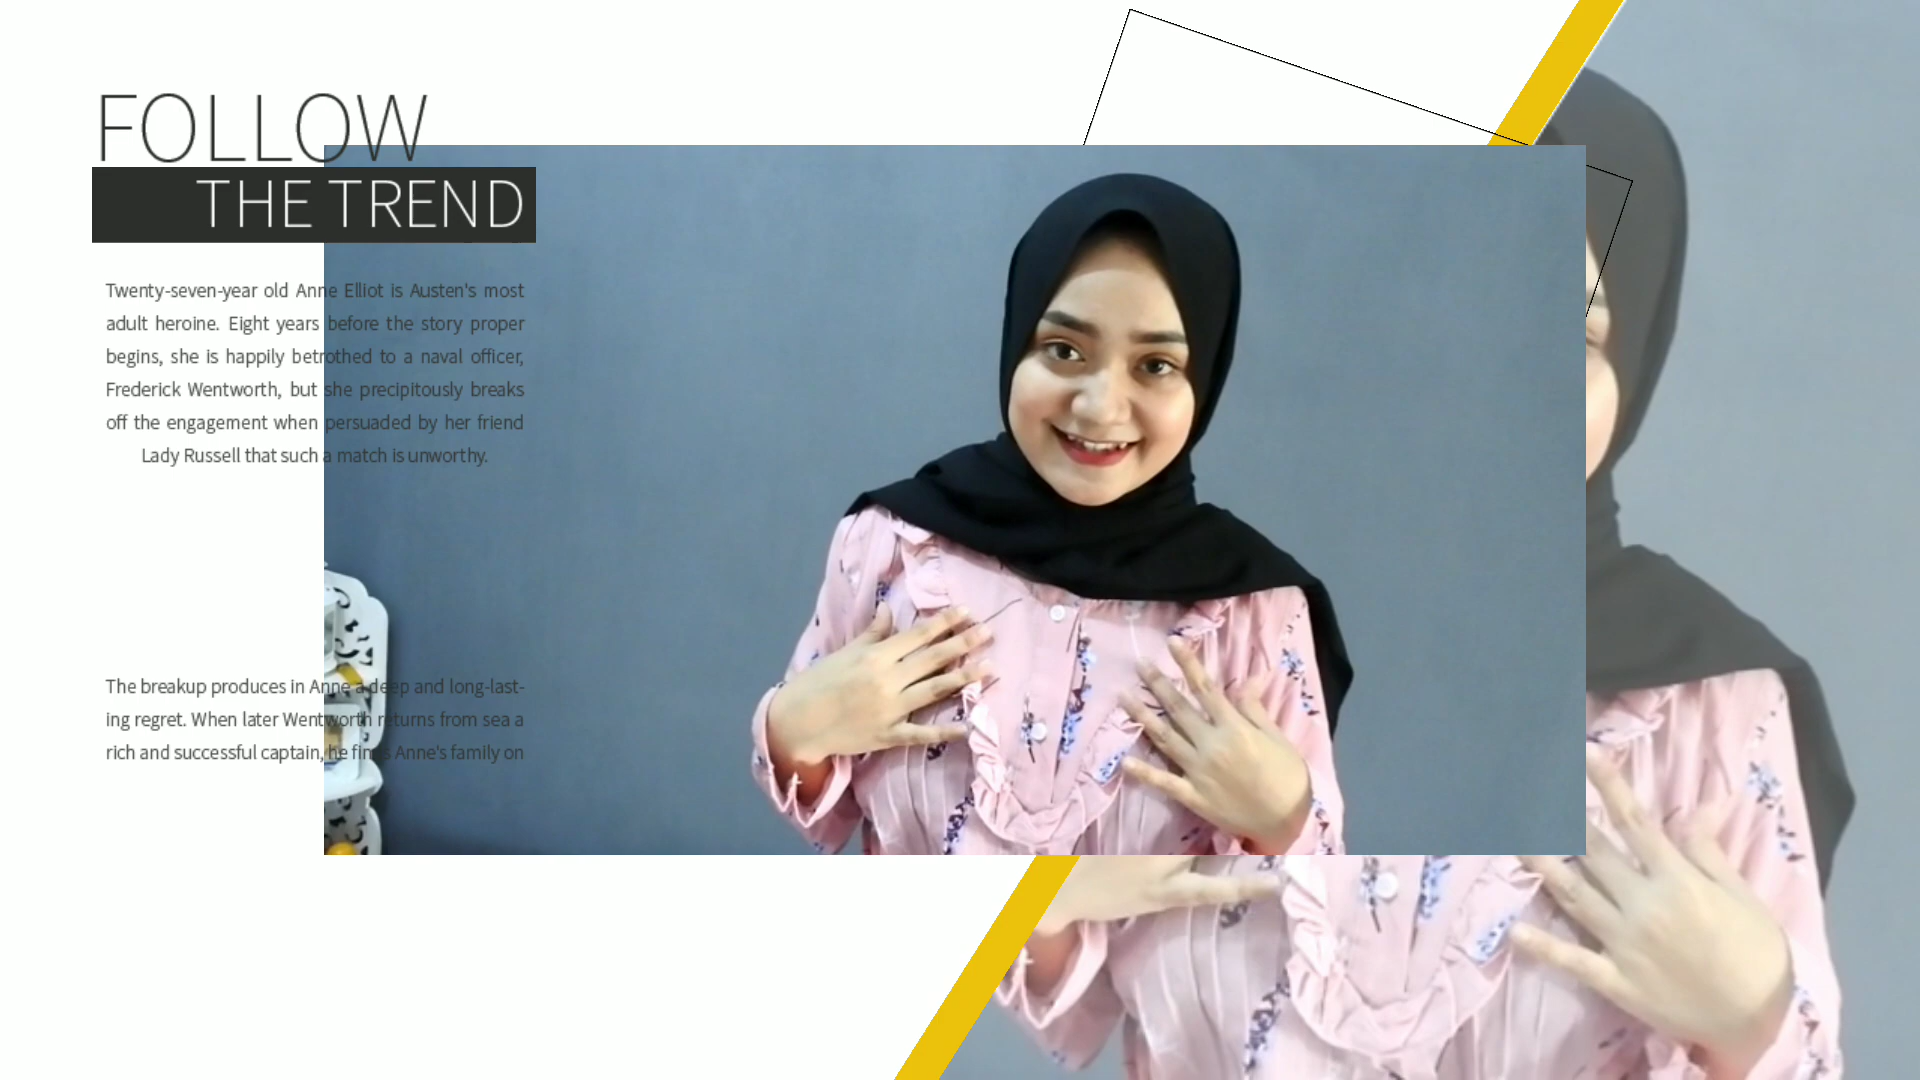 FOLLOW
THE TREND
Twenty-seven-year old Anne Elliot is Austen's most
adult heroine. Eight years before the story proper
begins, she is happily betrothed to a naval officer,
Frederick Wentworth, but she precipitously breaks
off the engagement when persuaded by her friend
Lady Russell that such a match is unworthy.
The breakup produces in Anne a deep and long-last-
ing regret. When later Wentworth returns from sea a
rich and successful captain, he finds Anne's family on